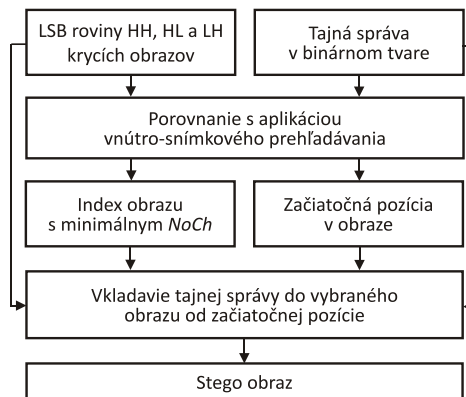 LSB roviny HH, HL a LH
krycích obrazov
Tajná správa
v binárnom tvare
Porovnanie s aplikáciou
vnútro-snímkového prehľadávania
Index obrazu
s minimálnym NoCh
Začiatočná pozícia
v obraze
Vkladavie tajnej správy do vybraného
obrazu od začiatočnej pozície
Stego obraz